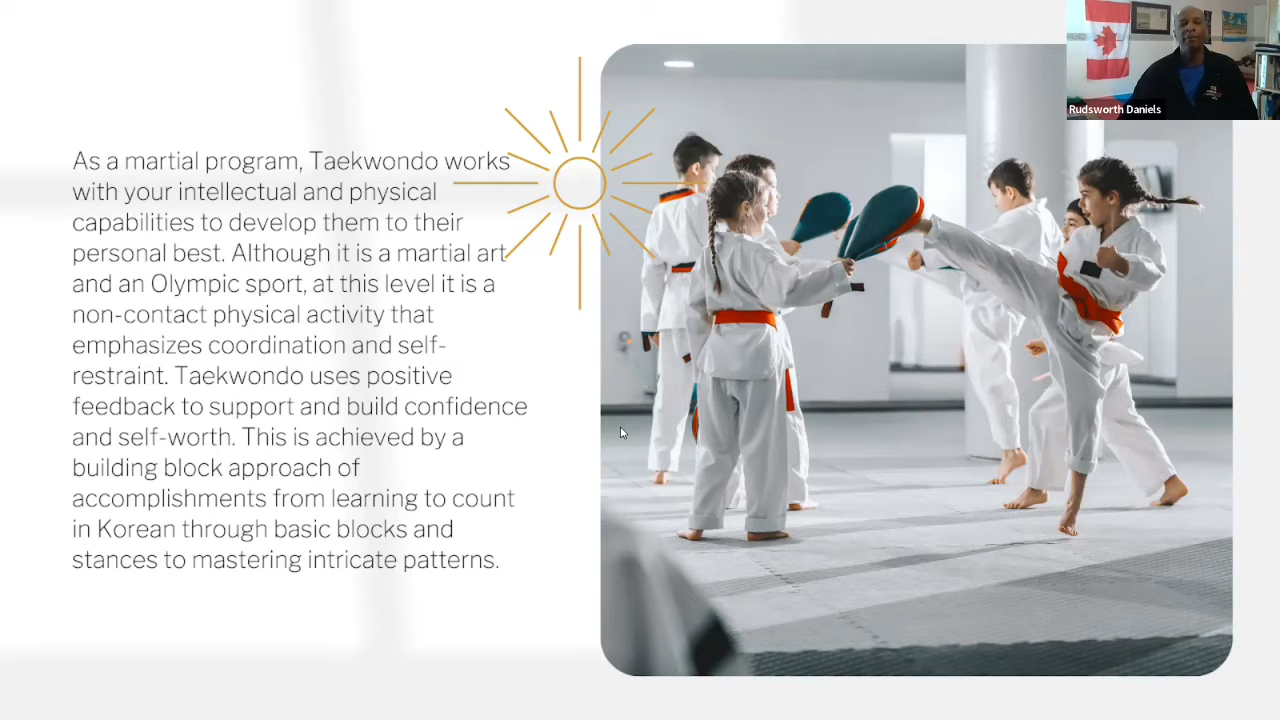 As a martial program, Taekwondo works
with your intellectual and physical
capabilities to develop them to their
personal best. Although it is a martial art
and an Olympic sport, at this level it is a
non-contact physical activity that
emphasizes coordination and self-
restraint. Taekwondo uses positive
feedback to support and build confidence
and self-worth. This is achieved by a
building block approach of
accomplishments from learning to count
in Korean through basic blocks and
stances to mastering intricate patterns.
Rudsworth Daniels